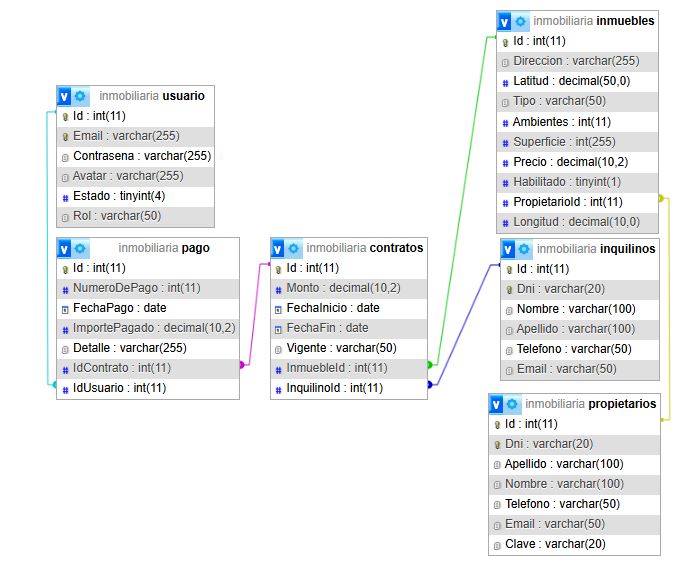 inmobiliaria inmuebles
Id : int(11)
Direccion : varchar(255)
Latitud : decimal(50,0)
Tipo : varchar(50)
Ambientes : int(11)
Superficie : int(255)
Precio : decimal(10,2)
Habilitado : tinyint(1)
PropietarioId : int(11)
Longitud : decimal(10,0)
inmobiliaria usuario
Id : int(11)
Email : varchar(255)
Contrasena : varchar(255)
Avatar : varchar(255)
Estado : tinyint(4)
Rol : varchar(50)
inmobiliaria pago
Id : int(11)
NumeroDePago : int(11)
FechaPago : date
ImportePagado : decimal(10,2)
Detalle : varchar(255)
IdContrato : int(11)
IdUsuario : int(11)
inmobiliaria contratos
Id : int(11)
Monto : decimal(10,2)
FechaInicio : date
FechaFin : date
Vigente : varchar(50)
InmuebleId : int(11)
InquilinoId : int(11)
inmobiliaria inquilinos
Id : int(11)
Dni : varchar(20)
Nombre : varchar(100)
Apellido : varchar(100)
Telefono : varchar(50)
Email : varchar(50)
inmobiliaria propietarios
Id : int(11)
Dni : varchar(20)
Apellido : varchar(100)
Nombre : varchar(100)
Telefono : varchar(50)
Email : varchar(50)
Clave : varchar(20)